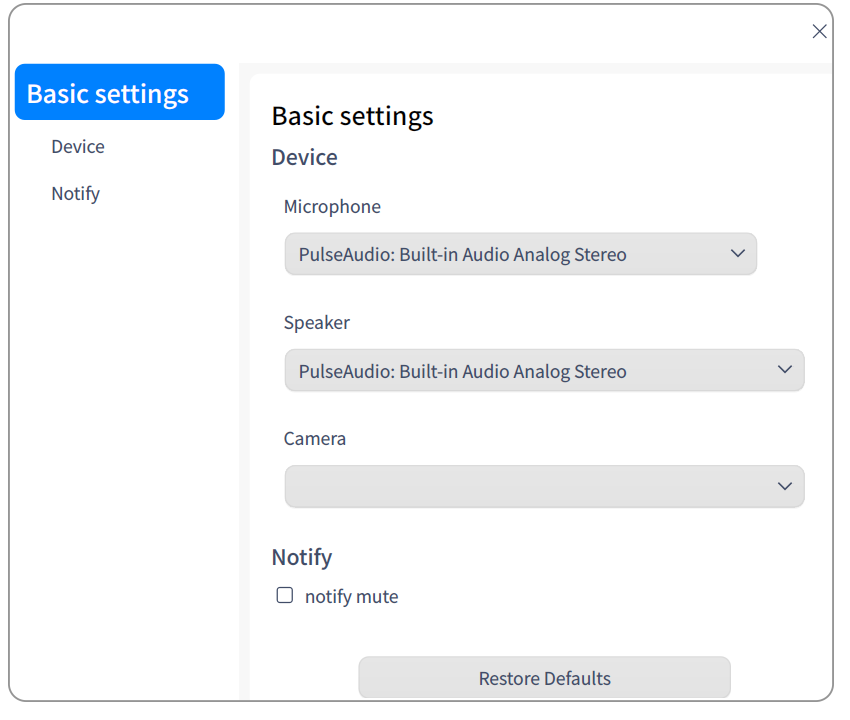 Basic settings
Device
Notify
Basic settings
Device
Microphone
PulseAudio: Built-in Audio Analog Stereo
Speaker
PulseAudio: Built-in Audio Analog Stereo
Camera
Notify
notify mute
Restore Defaults